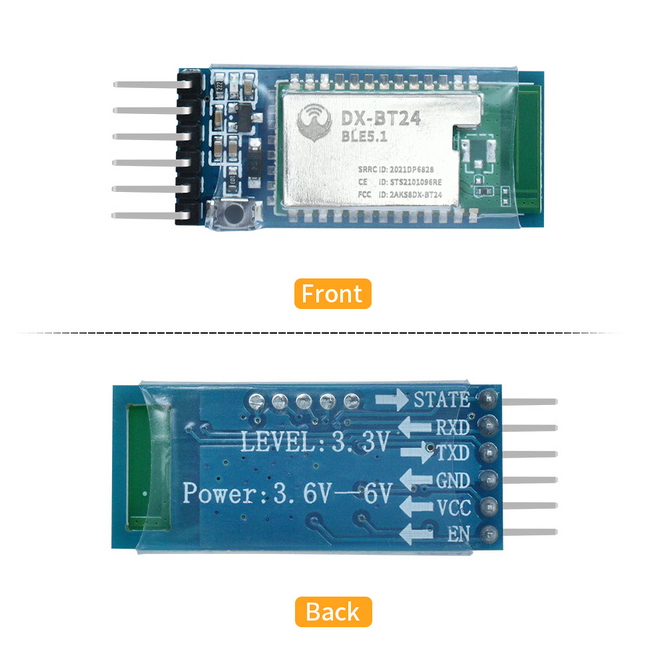 DX-BT24
BLE5.1
SRRC ID: 2021DP6828
CE ID: STS2101096RE
FCC ID: 2AKS8DX-BT24
Front
STATE
RXD
LEVEL:3.3V
TXD
GND
Power:3.6V—6V
VCC
EN
Back